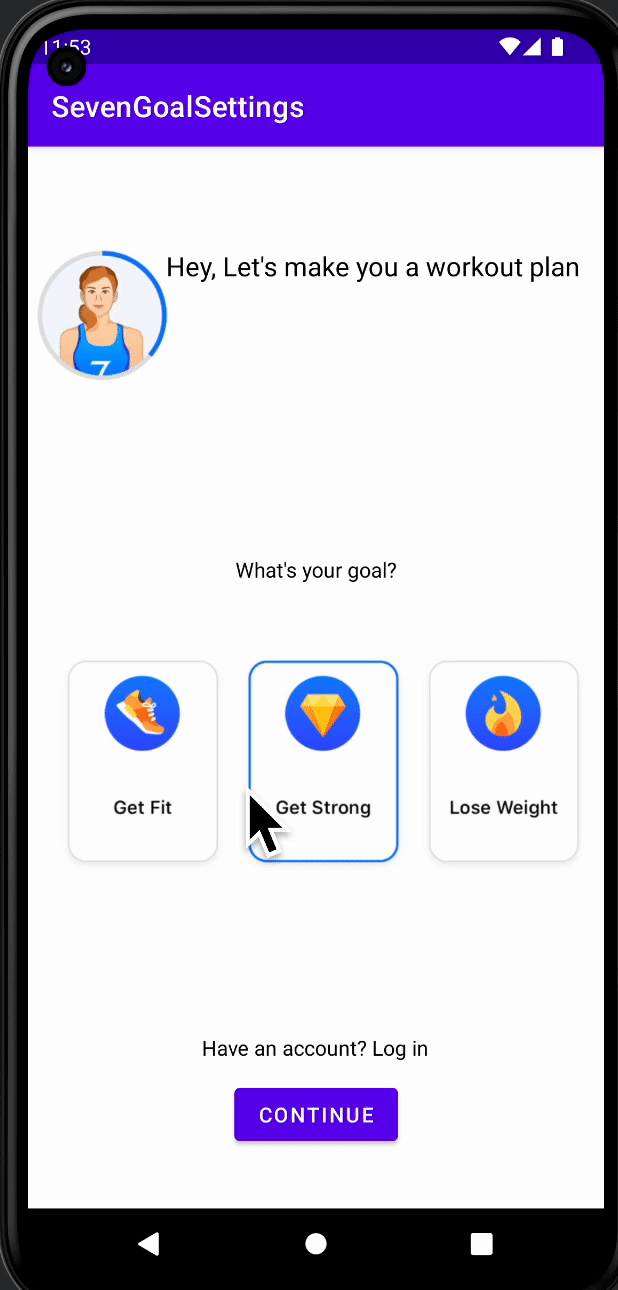 11:53
SevenGoalSettings
Hey, Let's make you a workout plan
7
What's your goal?
Get Fit
Get Strong
Lose Weight
Have an account? Log in
CONTINUE